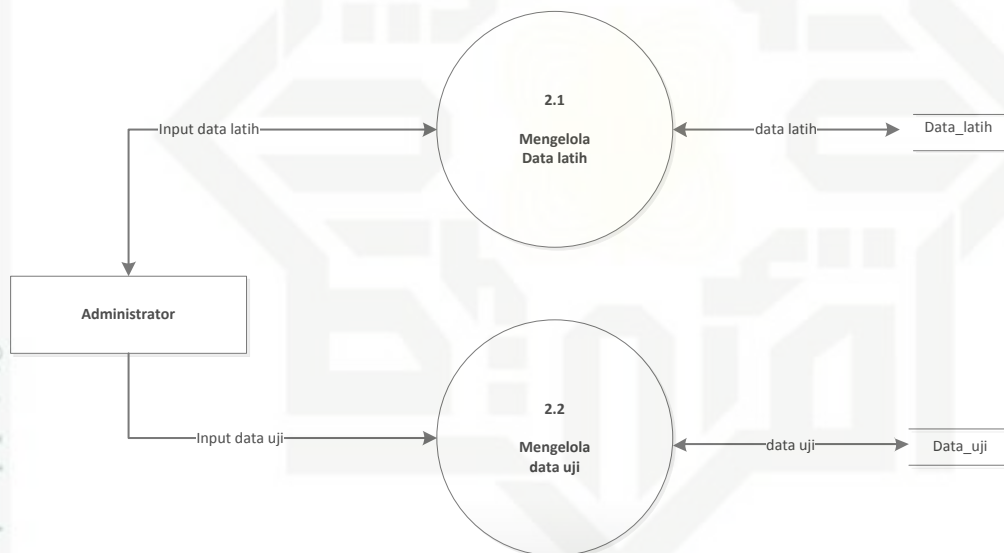 2.1
Mengelola
Data latih
Input data latih
data latih
Data_latih
Administrator
2.2
Mengelola
data uji
Input data uji
data uji
Data_uji